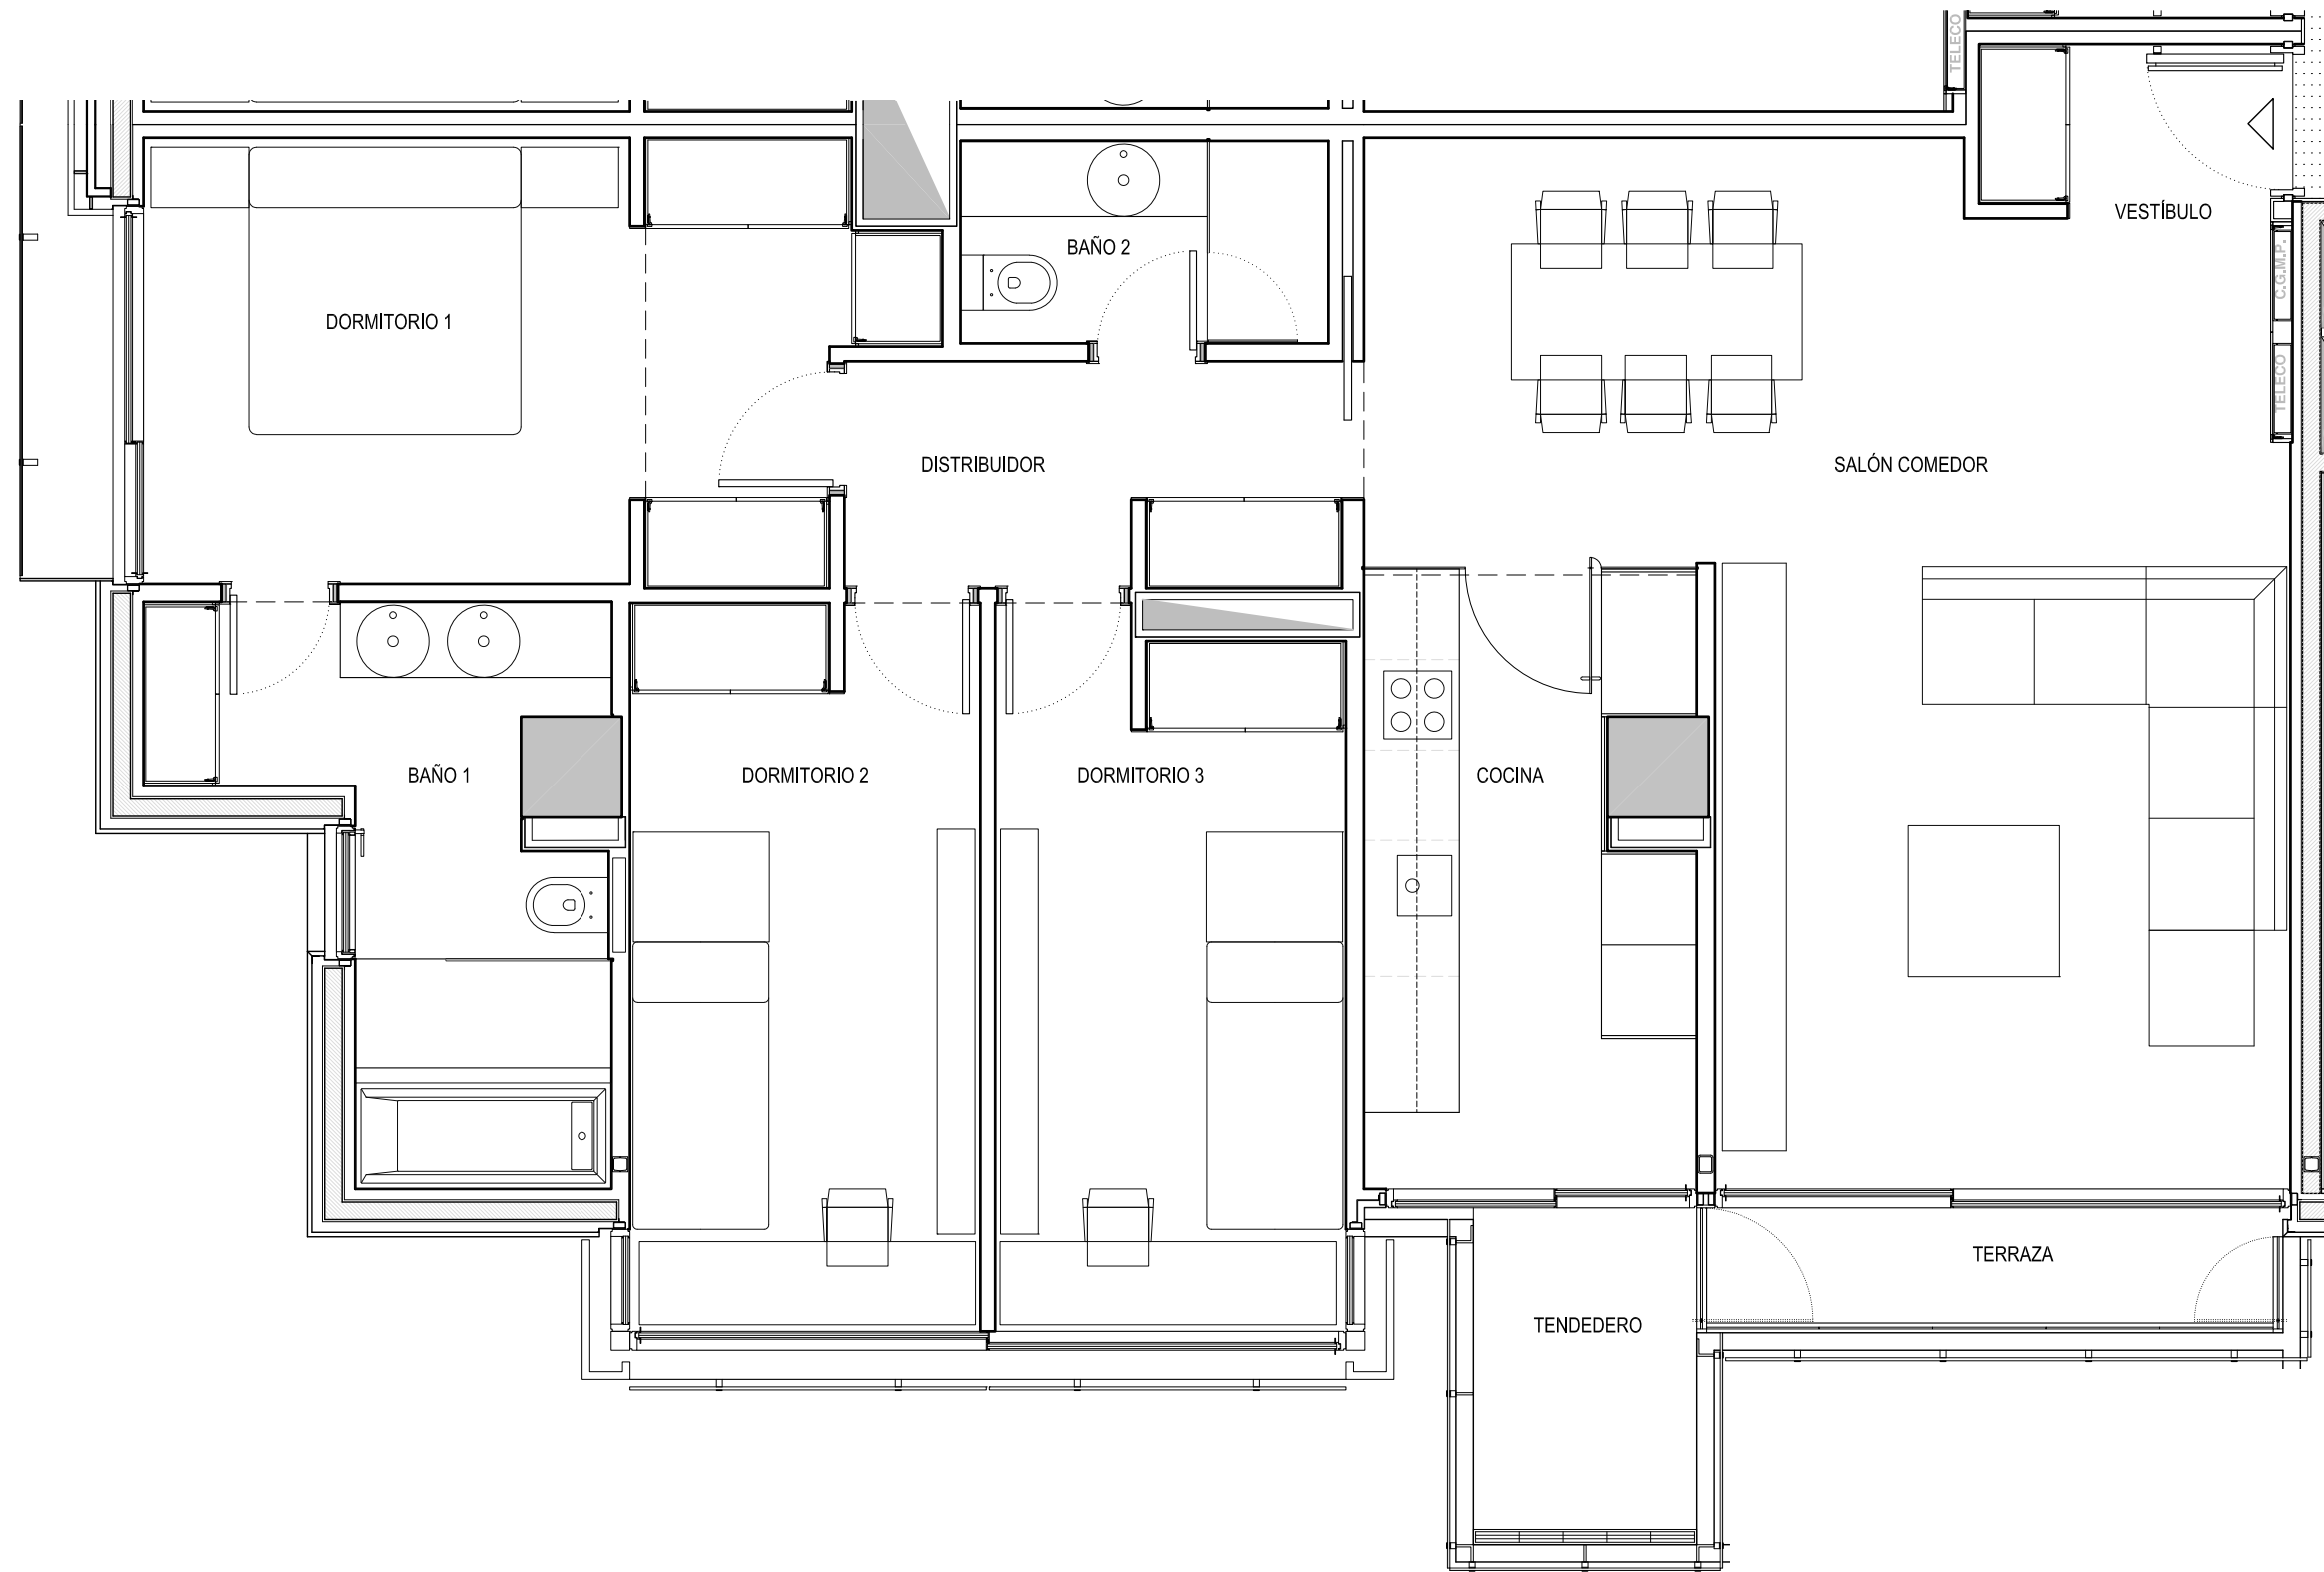 TELECO
VESTÍBULO
BAÑO 2
C.G.M.P.
DORMITORIO 1
TELECO
DISTRIBUIDOR
SALÓN COMEDOR
BAÑO 1
DORMITORIO 2
DORMITORIO 3
COCINA
TERRAZA
TENDEDERO